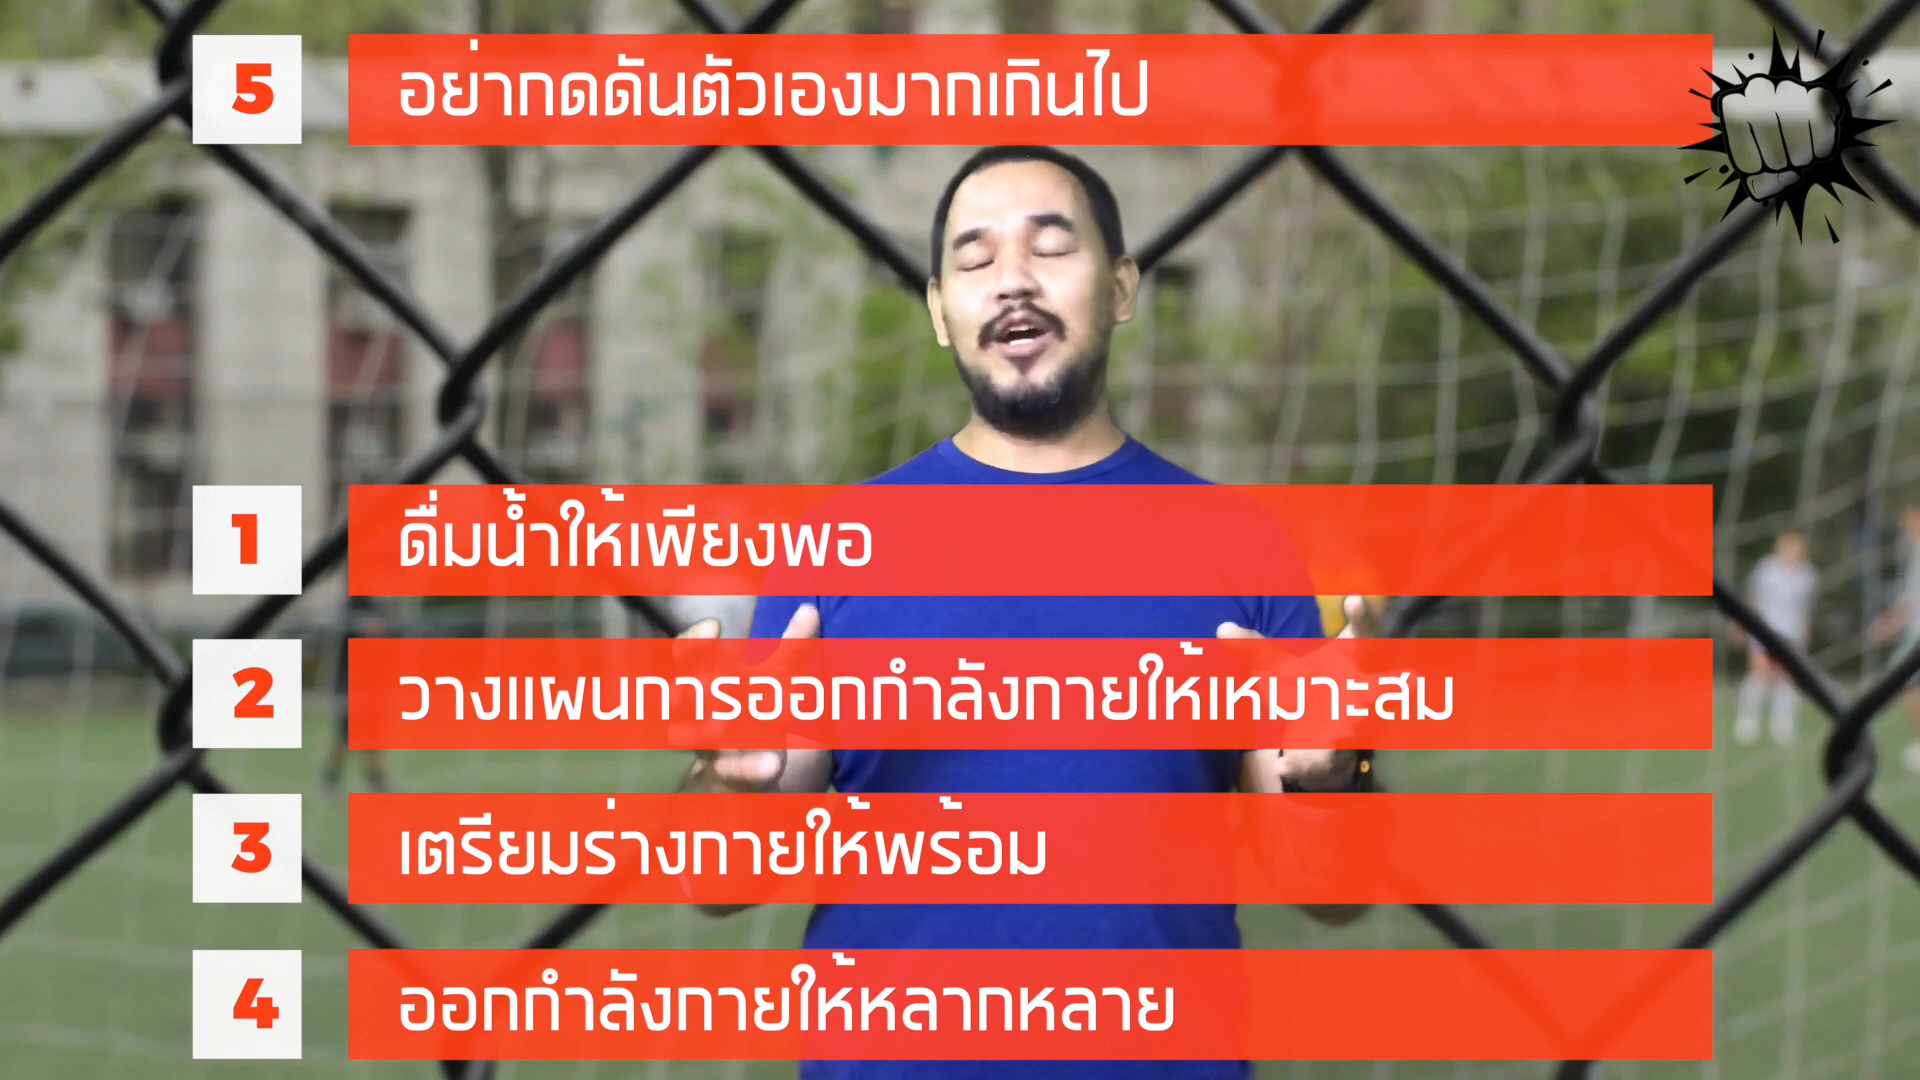 5 อย่ากดดันตัวเองมากเกินไป
1 ดื่มน้ำให้เพียงพอ
2 วางแผนการออกกำลังกายให้เหมาะสม
3 เตรียมร่างกายให้พร้อม
4 ออกกำลังกายให้หลากหลาย